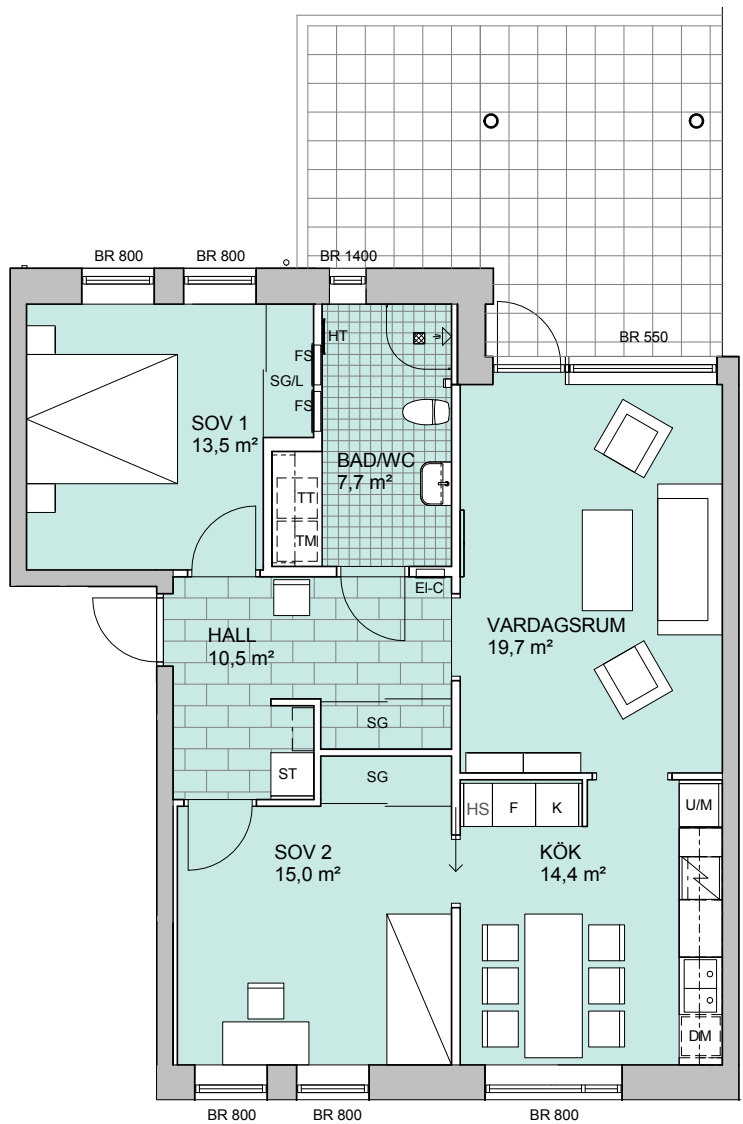 BR 800
BR 800
BR 1400
BR 550
HT
FS
SG/L
FS
SOV 1
13,5 m²
BAD/WC
7,7 m²
TT
TM
EI-C
HALL
10,5 m²
VARDAGSRUM
19,7 m²
SG
ST
SG
HS
F
K
U/M
SOV 2
15,0 m²
KÖK
14,4 m²
DM
BR 800
BR 800
BR 800